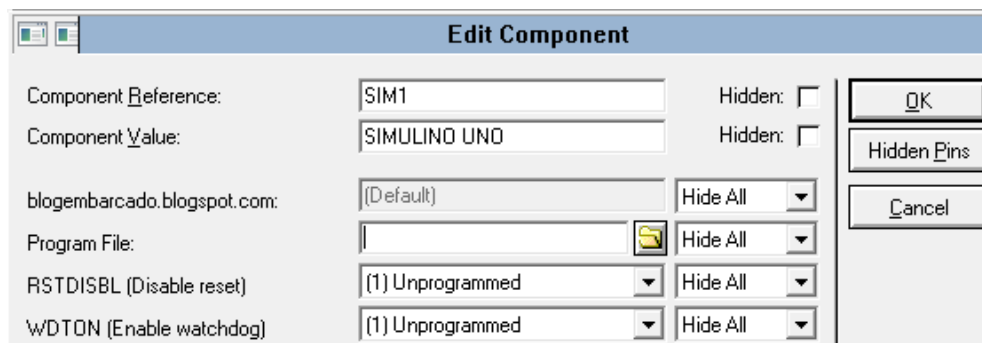 Edit Component
Component Reference: SIM1 Hidden: OK
Component Value: SIMULINO UNO Hidden: Hidden Pins
blogembarcado.blogspot.com: (Default) Hide All Cancel
Program File: Hide All
RSTDISBL (Disable reset) (1) Unprogrammed Hide All
WDTON (Enable watchdog) (1) Unprogrammed Hide All